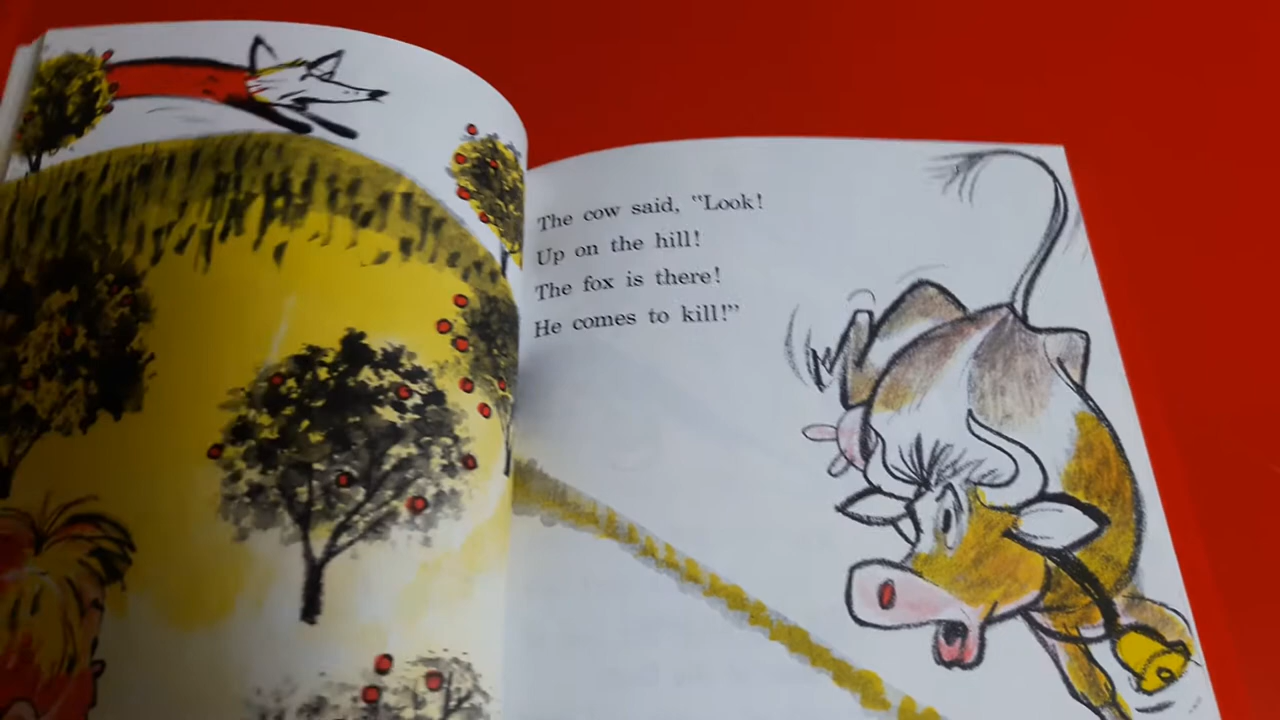 The cow said, "Look!
Up on the hill!
The fox is there!
He comes to kill!"